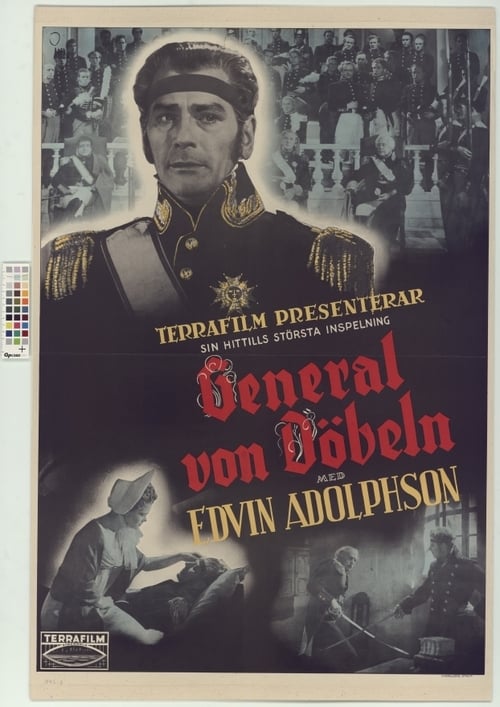 TERRAFILM PRESENTERAR
SIN HITTILLS STÖRSTA INSPELNING
General
von Döbeln
MED
EDVIN ADOLPHSON
TERRAFILM